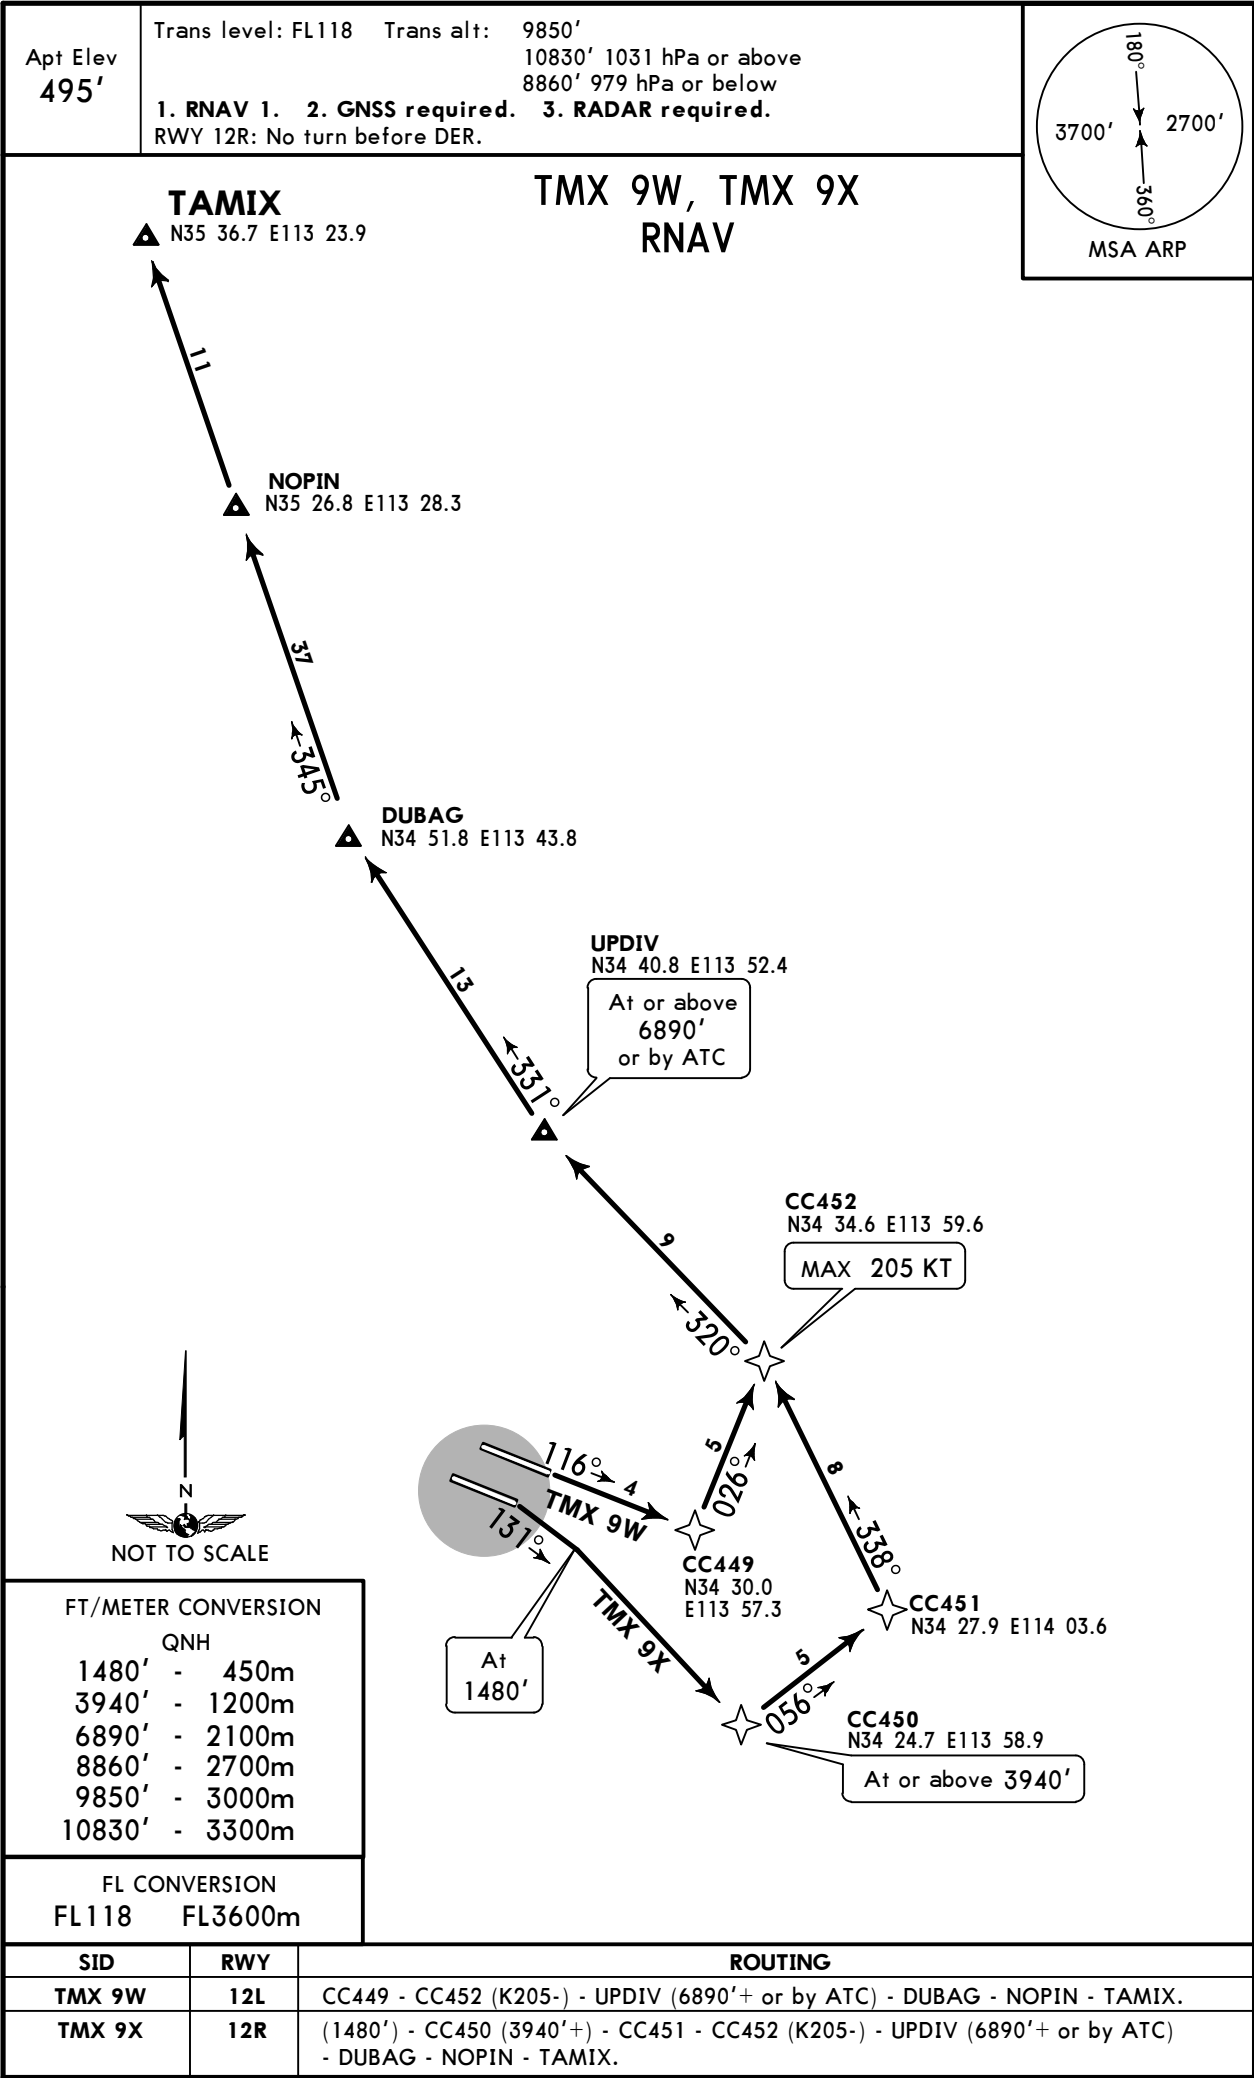 Apt Elev
495'
Trans level: FL118 Trans alt: 9850'
10830' 1031 hPa or above
8860' 979 hPa or below
1. RNAV 1. 2. GNSS required. 3. RADAR required.
RWY 12R: No turn before DER.
180°
3700'
2700'
360°
MSA ARP
TMX 9W, TMX 9X
RNAV
TAMIX
N35 36.7 E113 23.9
11
NOPIN
N35 26.8 E113 28.3
37
345°
DUBAG
N34 51.8 E113 43.8
13
331°
UPDIV
N34 40.8 E113 52.4
At or above
6890'
or by ATC
9
320°
CC452
N34 34.6 E113 59.6
MAX 205 KT
116°
4
TMX 9W
5
026°
8
338°
131°
CC449
N34 30.0
E113 57.3
CC451
N34 27.9 E114 03.6
TMX 9X
At
1480'
5
056°
CC450
N34 24.7 E113 58.9
At or above 3940'
N
NOT TO SCALE
FT/METER CONVERSION
QNH
1480' - 450m
3940' - 1200m
6890' - 2100m
8860' - 2700m
9850' - 3000m
10830' - 3300m
FL CONVERSION
FL118 FL3600m
SID RWY ROUTING
TMX 9W 12L CC449 - CC452 (K205-) - UPDIV (6890'+ or by ATC) - DUBAG - NOPIN - TAMIX.
TMX 9X 12R (1480') - CC450 (3940'+) - CC451 - CC452 (K205-) - UPDIV (6890'+ or by ATC)
- DUBAG - NOPIN - TAMIX.